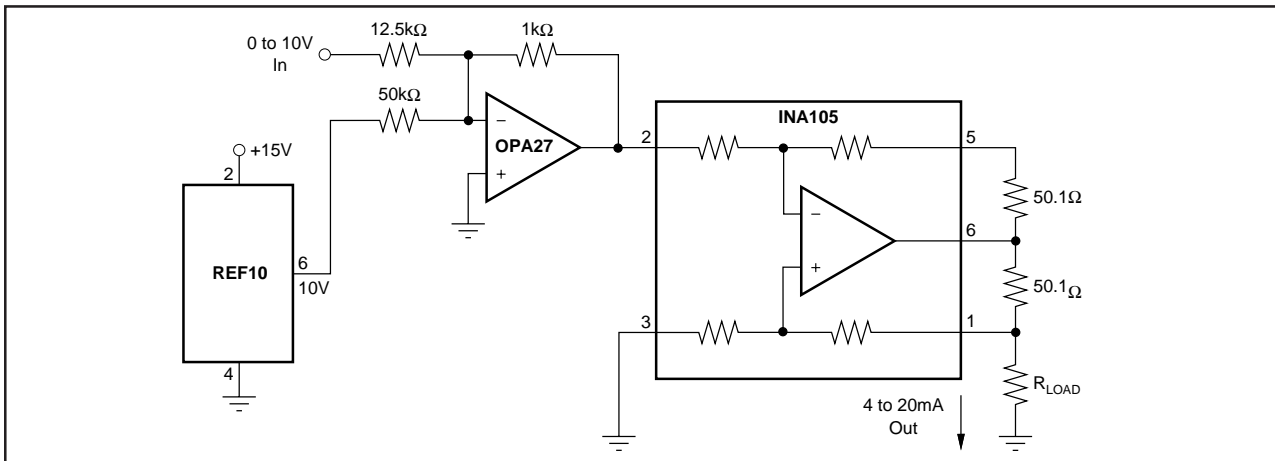 12.5kΩ
1kΩ
0 to 10V
In
50kΩ
−
+
OPA27
+15V
2
REF10
6
10V
4
INA105
2
5
−
+
3
6
1
50.1Ω
50.1Ω
RLOAD
4 to 20mA
Out